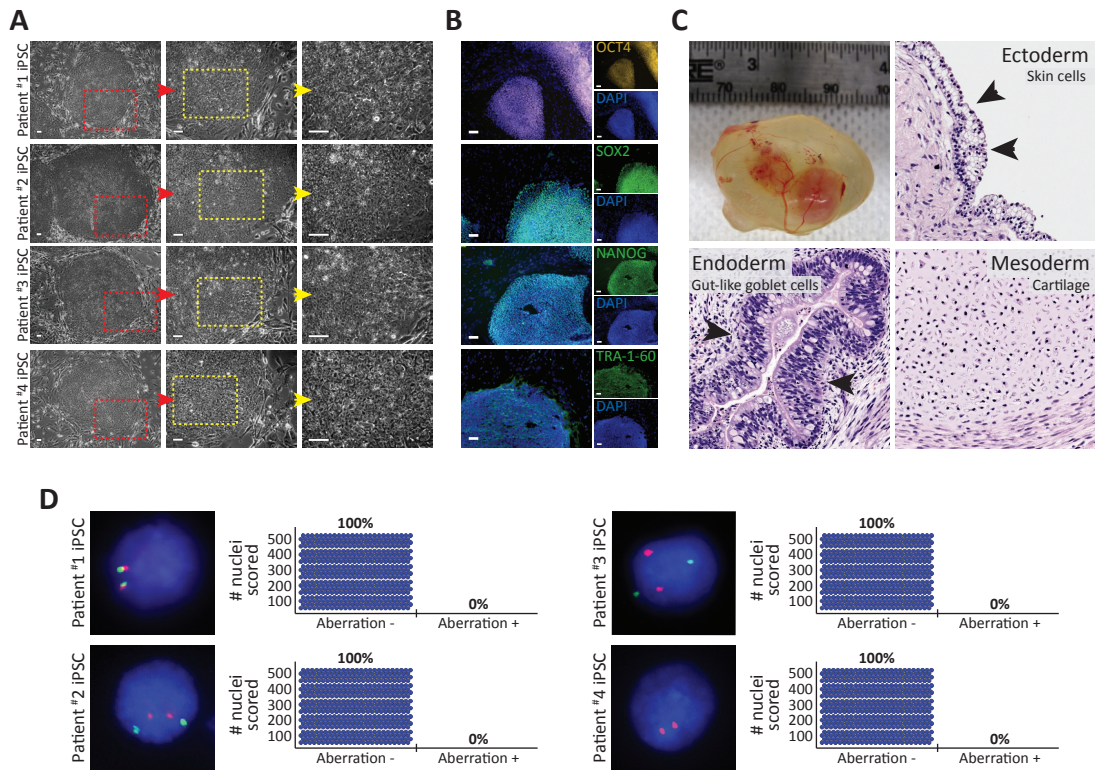 A
Patient #1 iPSC
Patient #2 iPSC
Patient #3 iPSC
Patient #4 iPSC
B
OCT4
DAPI
SOX2
DAPI
NANOG
DAPI
TRA-1-60
DAPI
C
3
4
70
80
90
Ectoderm
Skin cells
Endoderm
Gut-like goblet cells
Mesoderm
Cartilage
D
Patient #1 iPSC
# nuclei
scored
500
400
300
200
100
100%
0%
Aberration -
Aberration +
Patient #3 iPSC
# nuclei
scored
500
400
300
200
100
100%
0%
Aberration -
Aberration +
Patient #2 iPSC
# nuclei
scored
500
400
300
200
100
100%
0%
Aberration -
Aberration +
Patient #4 iPSC
# nuclei
scored
500
400
300
200
100
100%
0%
Aberration -
Aberration +